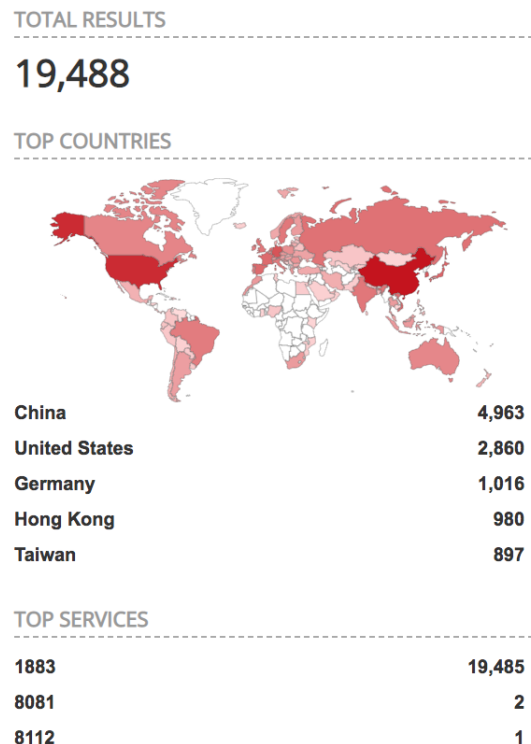 TOTAL RESULTS
19,488
TOP COUNTRIES
China 4,963
United States 2,860
Germany 1,016
Hong Kong 980
Taiwan 897
TOP SERVICES
1883 19,485
8081 2
8112 1